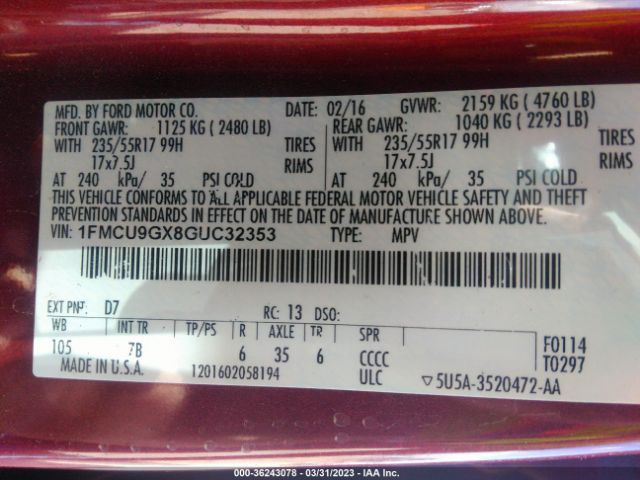 MFD. BY FORD MOTOR CO. DATE: 02/16 GVWR: 2159 KG (4760 LB)
FRONT GAWR: 1125 KG (2480 LB) REAR GAWR: 1040 KG (2293 LB)
WITH 235/55R17 99H TIRES WITH 235/55R17 99H TIRES
17x7.5J RIMS 17x7.5J RIMS
AT 240 kPa/ 35 PSI COLD AT 240 kPa/ 35 PSI COLD
THIS VEHICLE CONFORMS TO ALL APPLICABLE FEDERAL MOTOR VEHICLE SAFETY AND THEFT
PREVENTION STANDARDS IN EFFECT ON THE DATE OF MANUFACTURE SHOWN ABOVE.
VIN: 1FMCU9GX8GUC32353 TYPE: MPV
EXT PNT: D7 RC: 13 DSO:
WB INT TR TP/PS R AXLE TR SPR F0114
105 7B 6 35 6 CCCC T0297
MADE IN U.S.A. 1201602058194 ULC ▽5U5A-3520472-AA
000-36243078 - 03/31/2023 - IAA Inc.